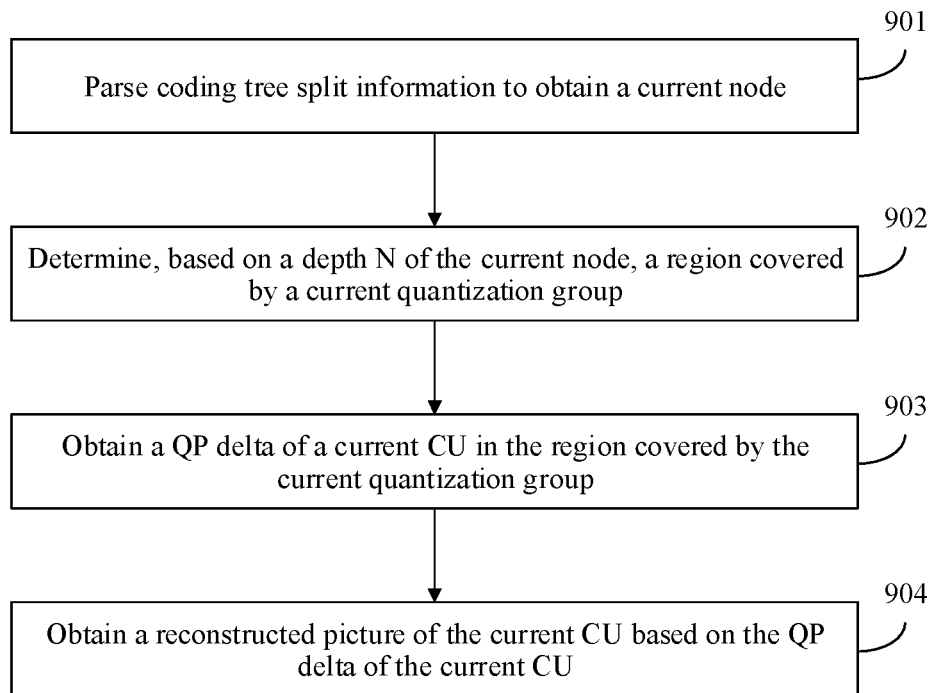 901
Parse coding tree split information to obtain a current node
902
Determine, based on a depth N of the current node, a region covered
by a current quantization group
903
Obtain a QP delta of a current CU in the region covered by the
current quantization group
904
Obtain a reconstructed picture of the current CU based on the QP
delta of the current CU